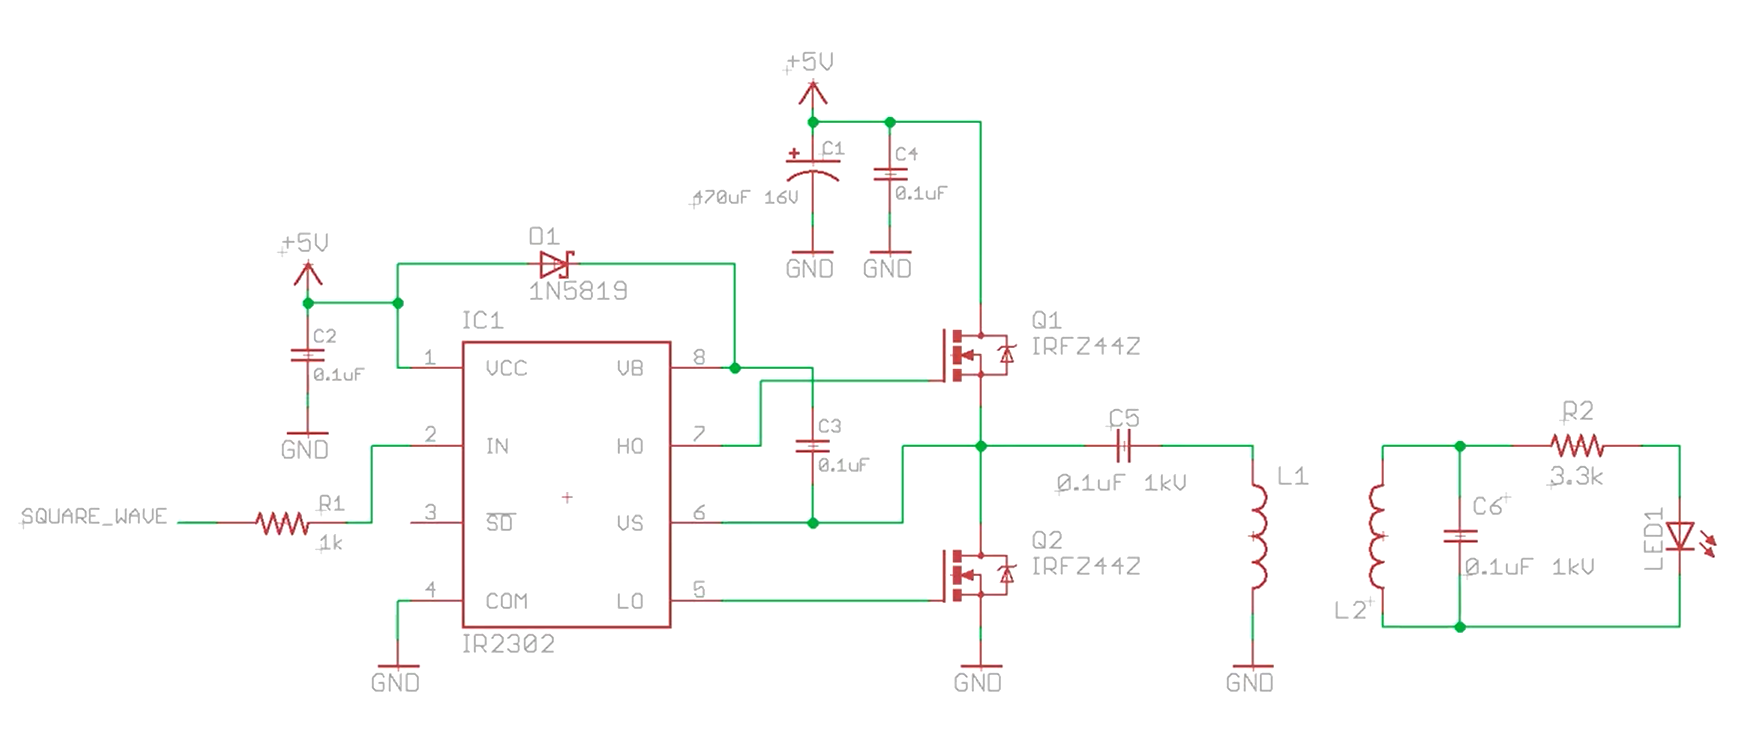 +5V
C1
470uF 16V
GND
C4
0.1uF
GND
+5V
C2
0.1uF
GND
D1
1N5819
IC1
1
VCC
VB
8
2
IN
HO
7
3
SD
VS
6
4
COM
LO
5
IR2302
GND
SQUARE_WAVE
R1
1k
C3
0.1uF
Q1
IRFZ44Z
Q2
IRFZ44Z
GND
C5
0.1uF 1kV
L1
GND
L2
C6
0.1uF 1kV
R2
3.3k
LED1